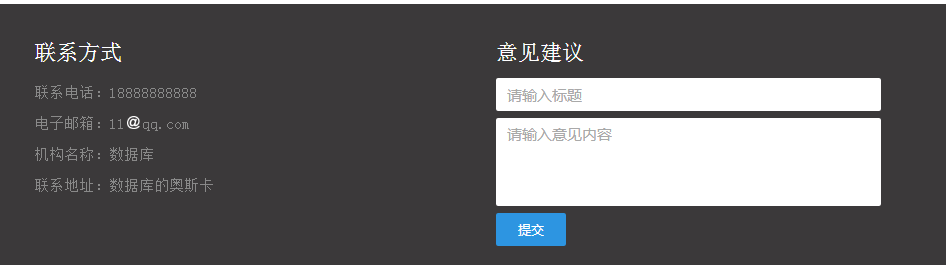 联系方式
联系电话：18888888888
电子邮箱：11@qq.com
机构名称：数据库
联系地址：数据库的奥斯卡
意见建议
请输入标题
请输入意见内容
提交